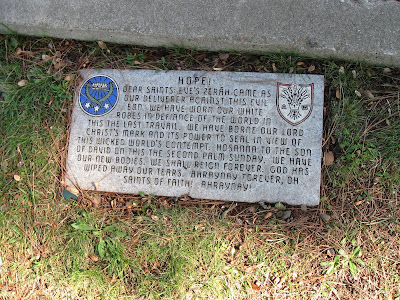 HOPE!
DEAR SAINTS, EVE'S ZERAH CAME AS
OUR DELIVERER AGAINST THIS EVIL
EON. WE HAVE WORN OUR WHITE
ROBES IN DEFIANCE OF THE WORLD IN
THIS THE LAST TRAVAIL. WE HAVE BORNE OUR LORD
CHRIST'S MARK AND ITS POWER TO SEAL IN VIEW OF
THIS WICKED WORLD'S CONTEMPT. HOSANNA TO THE SON
OF DAVID ON THIS THE SECOND PALM SUNDAY. WE HAVE
OUR NEW BODIES. WE SHALL REIGN FOREVER. GOD HAS
WIPED AWAY OUR TEARS. AHRAYNAY FOREVER, OH
SAINTS OF FAITH! AHRAYNAY!